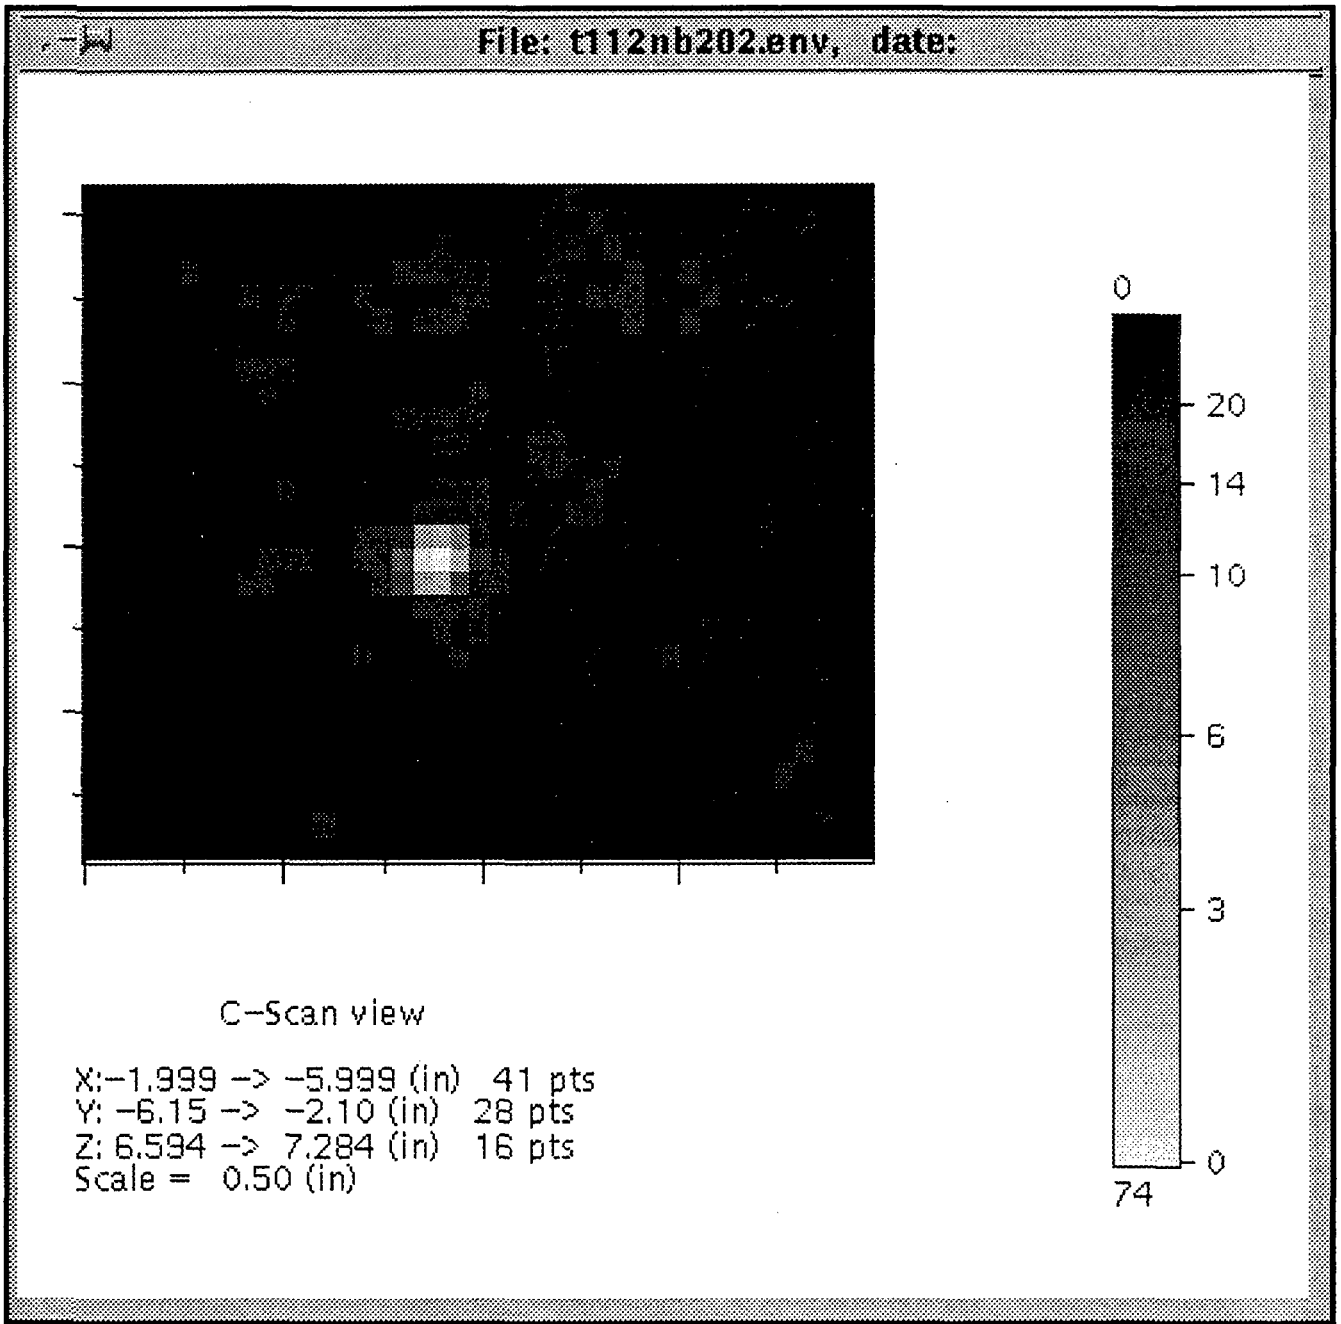 File: t112nb202.env, date:
0
20
14
10
6
3
0
74
C-Scan view
X:-1.999 -> -5.999 (in) 41 pts
Y: -6.15 -> -2.10 (in) 28 pts
Z: 6.594 -> 7.284 (in) 16 pts
Scale = 0.50 (in)